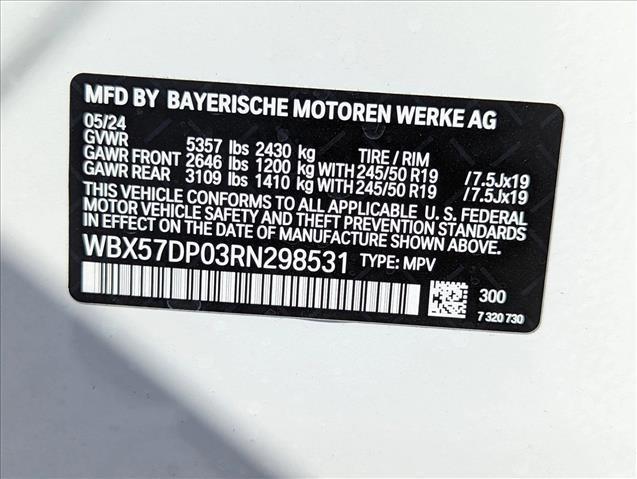 MFD BY BAYERISCHE MOTOREN WERKE AG
05/24
GVWR 5357 lbs 2430 kg TIRE / RIM
GAWR FRONT 2646 lbs 1200 kg WITH 245/50 R19 /7.5Jx19
GAWR REAR 3109 lbs 1410 kg WITH 245/50 R19 /7.5Jx19
THIS VEHICLE CONFORMS TO ALL APPLICABLE U. S. FEDERAL
MOTOR VEHICLE SAFETY AND THEFT PREVENTION STANDARDS
IN EFFECT ON THE DATE OF MANUFACTURE SHOWN ABOVE.
WBX57DP03RN298531 TYPE: MPV
300
7 320 730